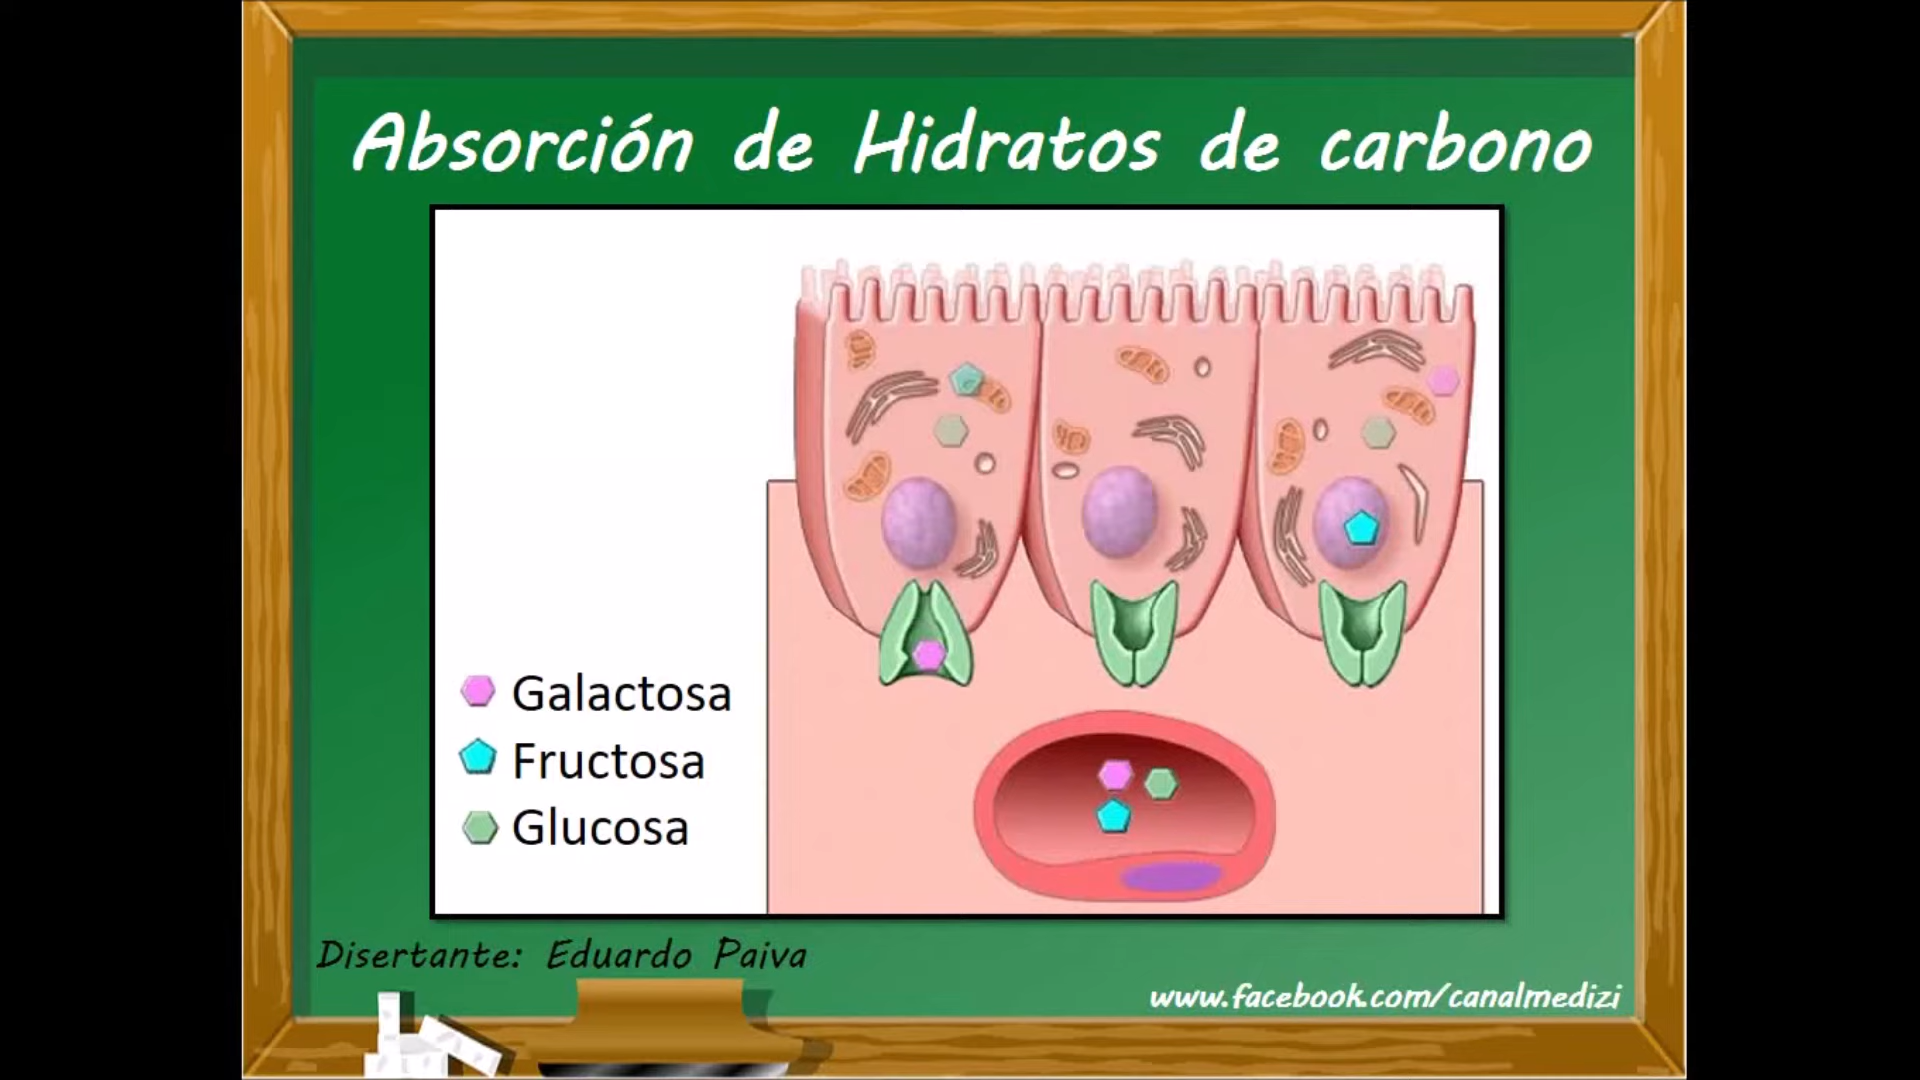 Absorción de Hidratos de carbono
Galactosa
Fructosa
Glucosa
Disertante: Eduardo Paiva
www.facebook.com/canalmedizi